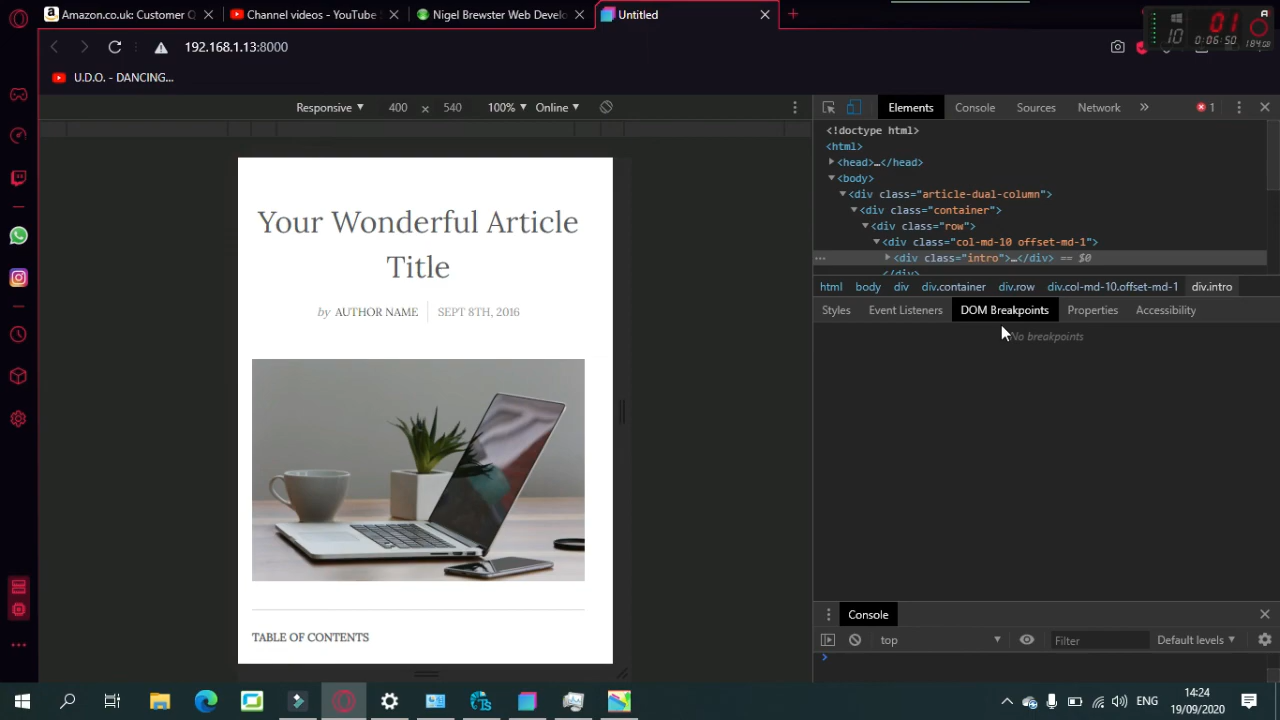 Amazon.co.uk: Customer Q
Channel videos - YouTube
Nigel Brewster Web Develo
Untitled
01
10
0:06:50
184GB
192.168.1.13:8000
U.D.O. - DANCING...
Responsive
400 × 540
100%
Online
Elements
Console
Sources
Network
»
1
<!doctype html>
<html>
<head>…</head>
<body>
<div class="article-dual-column">
<div class="container">
<div class="row">
<div class="col-md-10 offset-md-1">
<div class="intro">…</div> == $0
</div>
html body div div.container div.row div.col-md-10.offset-md-1 div.intro
Styles Event Listeners DOM Breakpoints Properties Accessibility
No breakpoints
Your Wonderful Article
Title
by AUTHOR NAME SEPT 8TH, 2016
TABLE OF CONTENTS
Console
top
Filter
Default levels
ENG
14:24
19/09/2020